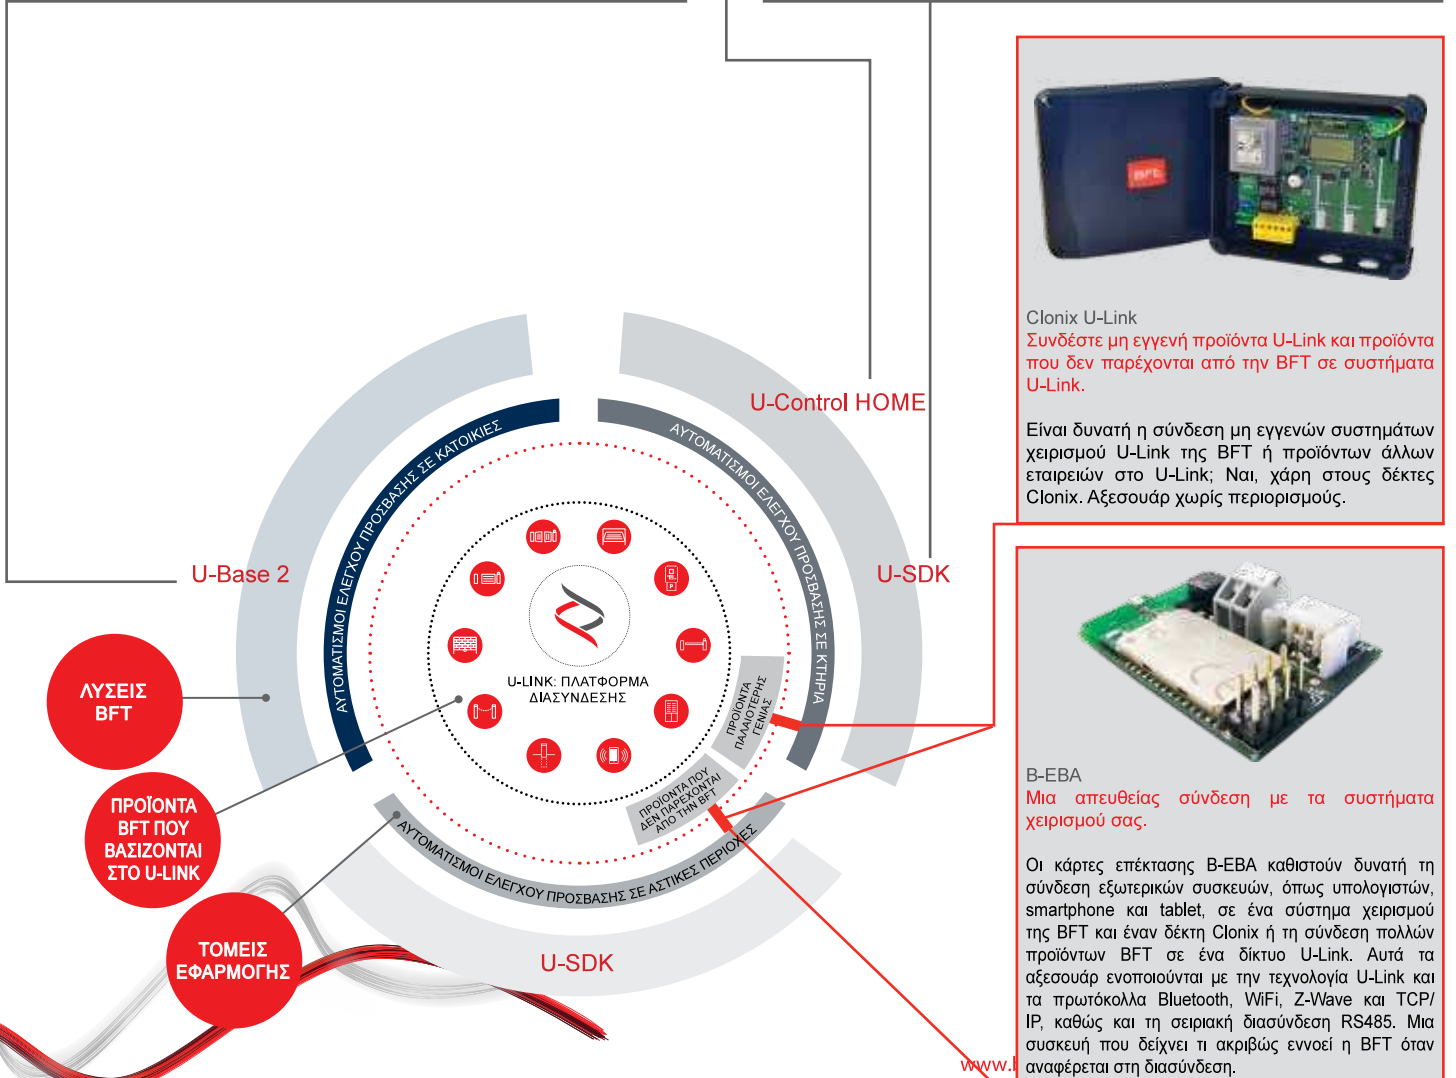 BFT
Clonix U-Link
Συνδέστε μη εγγενή προϊόντα U-Link και προϊόντα
που δεν παρέχονται από την BFT σε συστήματα
U-Link.
Είναι δυνατή η σύνδεση μη εγγενών συστημάτων
χειρισμού U-Link της BFT ή προϊόντων άλλων
εταιρειών στο U-Link; Ναι, χάρη στους δέκτες
Clonix. Αξεσουάρ χωρίς περιορισμούς.
U-Control HOME
U-Base 2
U-SDK
ΑΥΤΟΜΑΤΙΣΜΟΙ ΕΛΕΓΧΟΥ ΠΡΟΣΒΑΣΗΣ ΣΕ ΚΑΤΟΙΚΙΕΣ
ΑΥΤΟΜΑΤΙΣΜΟΙ ΕΛΕΓΧΟΥ ΠΡΟΣΒΑΣΗΣ ΣΕ ΚΤΗΡΙΑ
P
U-LINK: ΠΛΑΤΦΟΡΜΑ
ΔΙΑΣΥΝΔΕΣΗΣ
ΠΡΟΪΟΝΤΑ
ΠΑΛΑΙΟΤΕΡΗΣ
ΓΕΝΙΑΣ
ΠΡΟΪΟΝΤΑ ΠΟΥ
ΔΕΝ ΠΑΡΕΧΟΝΤΑΙ
ΑΠΟ ΤΗΝ BFT
ΑΥΤΟΜΑΤΙΣΜΟΙ ΕΛΕΓΧΟΥ ΠΡΟΣΒΑΣΗΣ ΣΕ ΑΣΤΙΚΕΣ ΠΕΡΙΟΧΕΣ
U-SDK
ΛΥΣΕΙΣ
BFT
ΠΡΟΪΟΝΤΑ
BFT ΠΟΥ
ΒΑΣΙΖΟΝΤΑΙ
ΣΤΟ U-LINK
ΤΟΜΕΙΣ
ΕΦΑΡΜΟΓΗΣ
B-EBA
Μια απευθείας σύνδεση με τα συστήματα
χειρισμού σας.
Οι κάρτες επέκτασης B-EBA καθιστούν δυνατή τη
σύνδεση εξωτερικών συσκευών, όπως υπολογιστών,
smartphone και tablet, σε ένα σύστημα χειρισμού
της BFT και έναν δέκτη Clonix ή τη σύνδεση πολλών
προϊόντων BFT σε ένα δίκτυο U-Link. Αυτά τα
αξεσουάρ ενοποιούνται με την τεχνολογία U-Link και
τα πρωτόκολλα Bluetooth, WiFi, Z-Wave και TCP/
IP, καθώς και τη σειριακή διασύνδεση RS485. Μια
συσκευή που δείχνει τι ακριβώς εννοεί η BFT όταν
αναφέρεται στη διασύνδεση.
www.